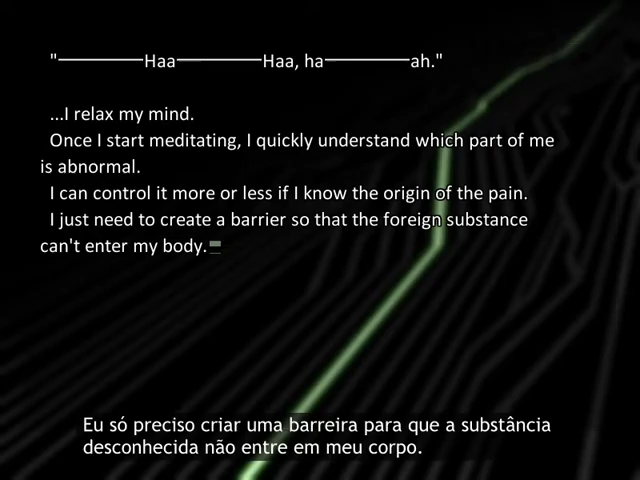 "————Haa————Haa, ha————ah."
...I relax my mind.
Once I start meditating, I quickly understand which part of me
is abnormal.
I can control it more or less if I know the origin of the pain.
I just need to create a barrier so that the foreign substance
can't enter my body.
Eu só preciso criar uma barreira para que a substância
desconhecida não entre em meu corpo.